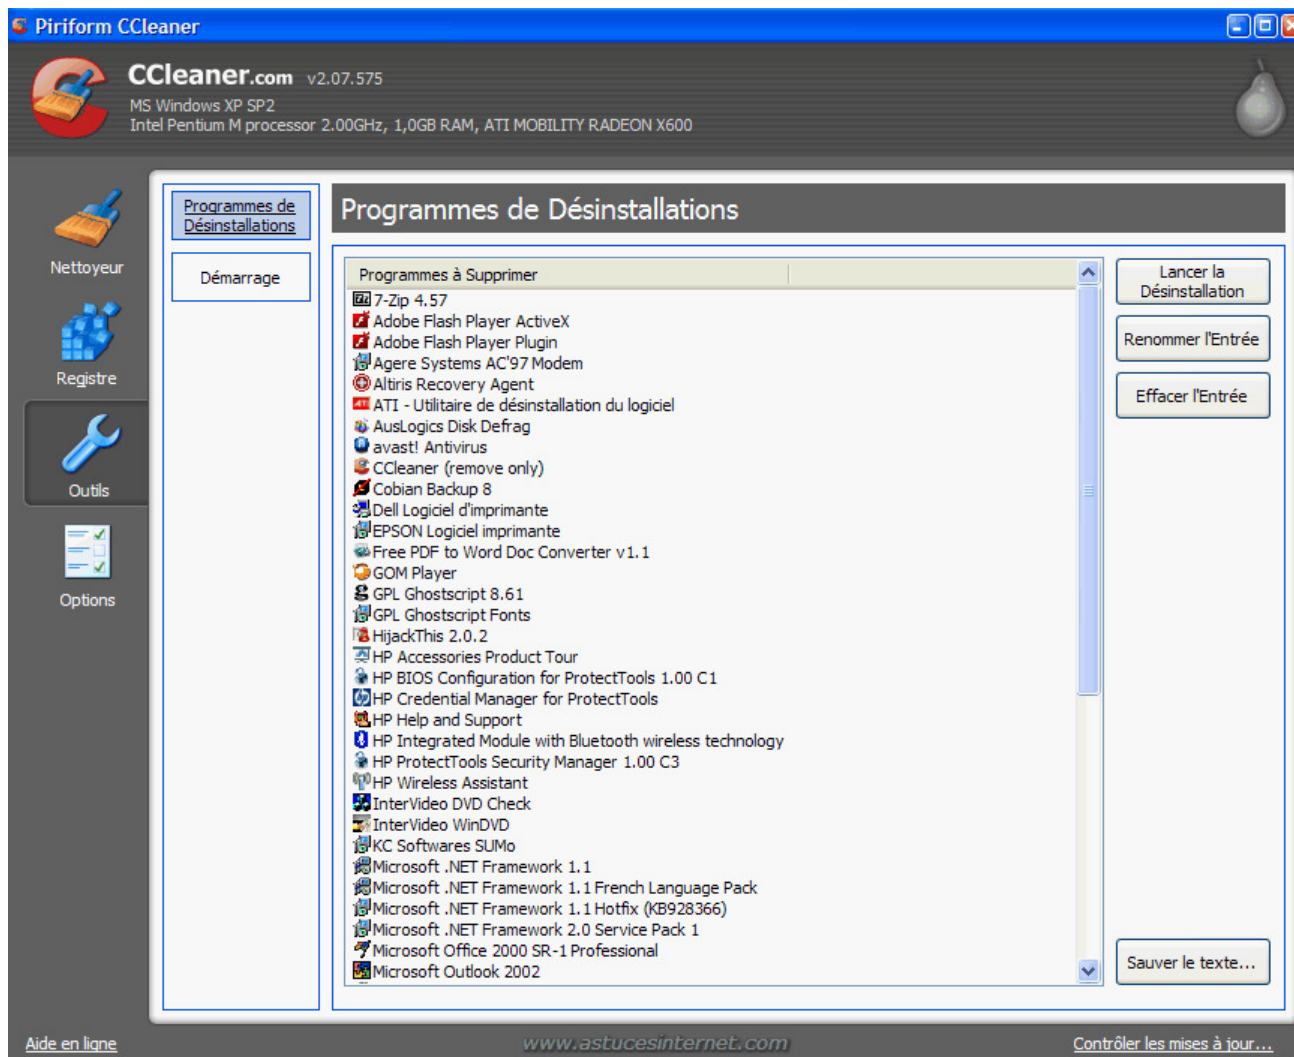 Piriform CCleaner
CCleaner.com v2.07.575
MS Windows XP SP2
Intel Pentium M processor 2.00GHz, 1,0GB RAM, ATI MOBILITY RADEON X600
Nettoyeur
Registre
Outils
Options
Programmes de
Désinstallations
Démarrage
Programmes de Désinstallations
Programmes à Supprimer
7-Zip 4.57
Adobe Flash Player ActiveX
Adobe Flash Player Plugin
Agere Systems AC'97 Modem
Altiris Recovery Agent
ATI - Utilitaire de désinstallation du logiciel
AusLogics Disk Defrag
avast! Antivirus
CCleaner (remove only)
Cobian Backup 8
Dell Logiciel d'imprimante
EPSON Logiciel imprimante
Free PDF to Word Doc Converter v1.1
GOM Player
GPL Ghostscript 8.61
GPL Ghostscript Fonts
HijackThis 2.0.2
HP Accessories Product Tour
HP BIOS Configuration for ProtectTools 1.00 C1
HP Credential Manager for ProtectTools
HP Help and Support
HP Integrated Module with Bluetooth wireless technology
HP ProtectTools Security Manager 1.00 C3
HP Wireless Assistant
InterVideo DVD Check
InterVideo WinDVD
KC Softwares SUMo
Microsoft .NET Framework 1.1
Microsoft .NET Framework 1.1 French Language Pack
Microsoft .NET Framework 1.1 Hotfix (KB928366)
Microsoft .NET Framework 2.0 Service Pack 1
Microsoft Office 2000 SR-1 Professional
Microsoft Outlook 2002
Lancer la
Désinstallation
Renommer l'Entrée
Effacer l'Entrée
Sauver le texte...
Aide en ligne
www.astucesinternet.com
Contrôler les mises à jour...